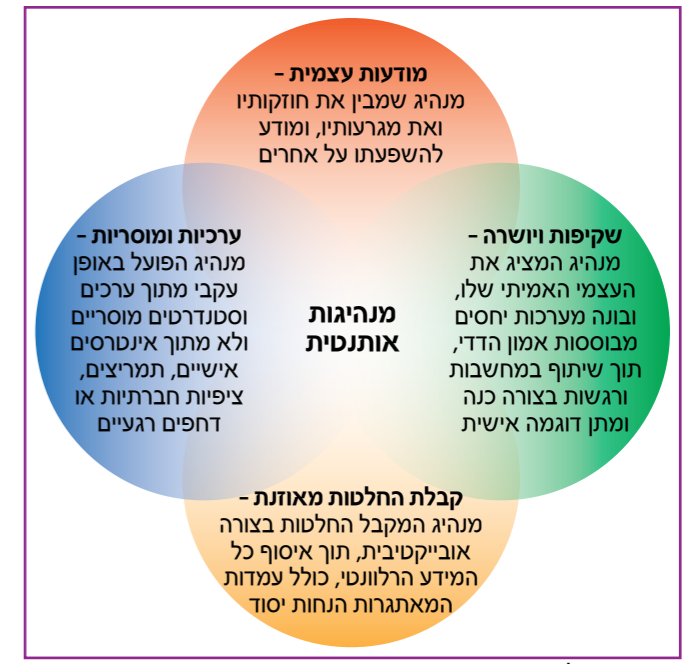 מודעות עצמית –
מנהיג שמבין את חוזקותיו
ואת מגרעותיו, ומודע
להשפעתו על אחרים
שקיפות ויושרה –
מנהיג המציג את
העצמי האמיתי שלו,
ובונה מערכות יחסים
מבוססות אמון הדדי,
תוך שיתוף במחשבות
ורגשות בצורה כנה
ומתן דוגמה אישית
מנהיגות
אותנטית
ערכיות ומוסריות –
מנהיג הפועל באופן
עקבי מתוך ערכים
וסטנדרטים מוסריים
ולא מתוך אינטרסים
אישיים, תמריצים,
ציפיות חברתיות או
דחפים רגעיים
קבלת החלטות מאוזנת –
מנהיג המקבל החלטות בצורה
אובייקטיבית, תוך איסוף כל
המידע הרלוונטי, כולל עמדות
המאתגרות הנחות יסוד